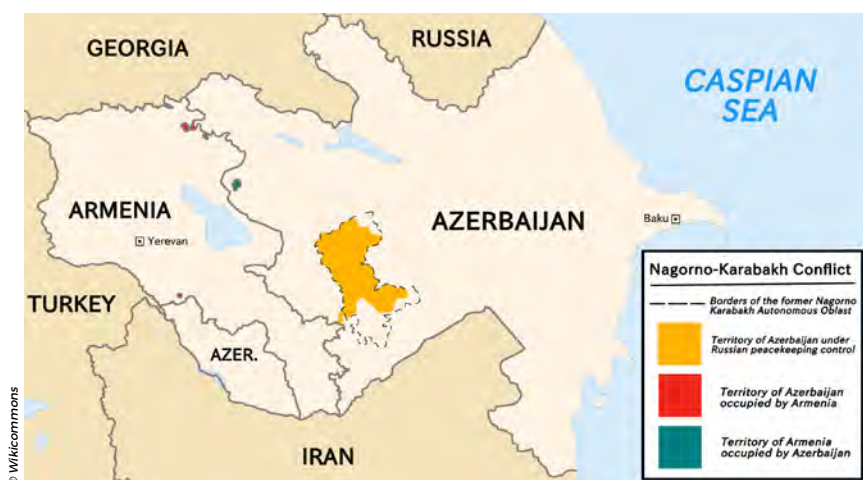 GEORGIA
RUSSIA
CASPIAN
SEA
ARMENIA
Yerevan
AZERBAIJAN
Baku
TURKEY
AZER.
IRAN
Nagorno-Karabakh Conflict
Borders of the former Nagorno
Karabakh Autonomous Oblast
Territory of Azerbaijan under
Russian peacekeeping control
Territory of Azerbaijan
occupied by Armenia
Territory of Armenia
occupied by Azerbaijan
© Wikicommons